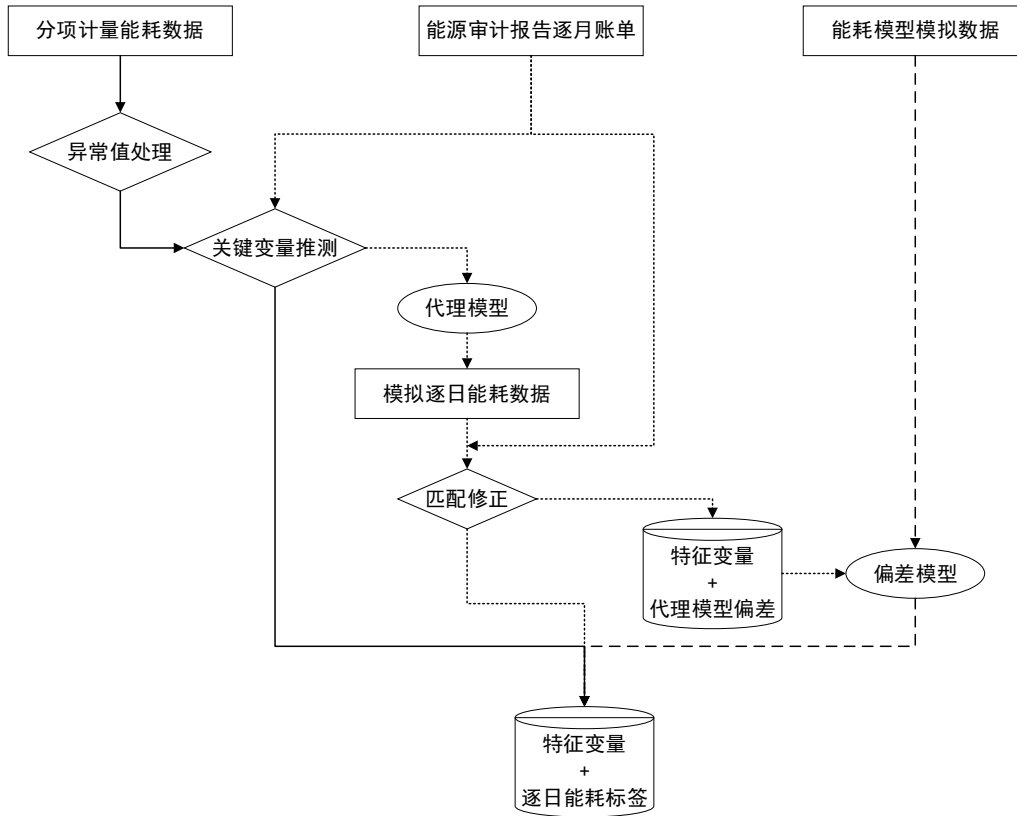 分项计量能耗数据
能源审计报告逐月账单
能耗模型模拟数据
异常值处理
关键变量推测
代理模型
模拟逐日能耗数据
匹配修正
特征变量
+
代理模型偏差
偏差模型
特征变量
+
逐日能耗标签